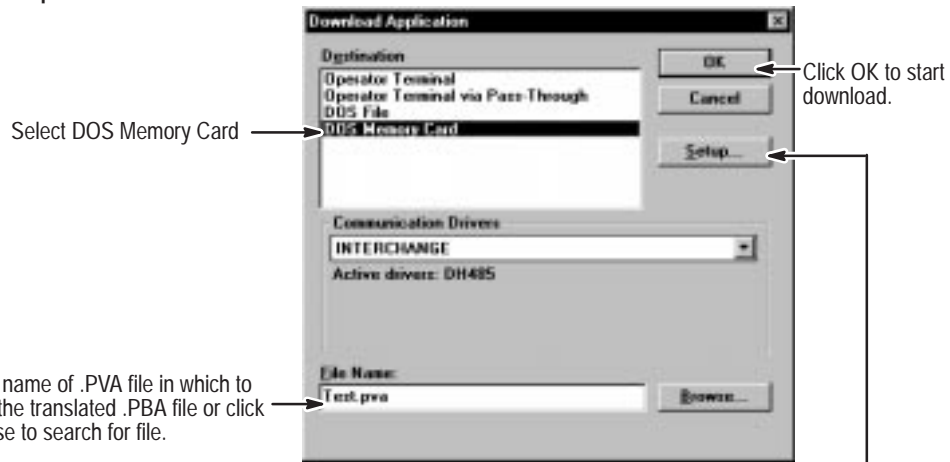 Download Application
Destination
Operator Terminal
Operator Terminal via Pass-Through
DOS File
DOS Memory Card
OK
Cancel
Setup...
Click OK to start
download.
Select DOS Memory Card
Communication Drivers
INTERCHANGE
Active drivers: DH485
File Name:
Test.pva
Browse...
name of .PVA file in which to
the translated .PBA file or click
se to search for file.